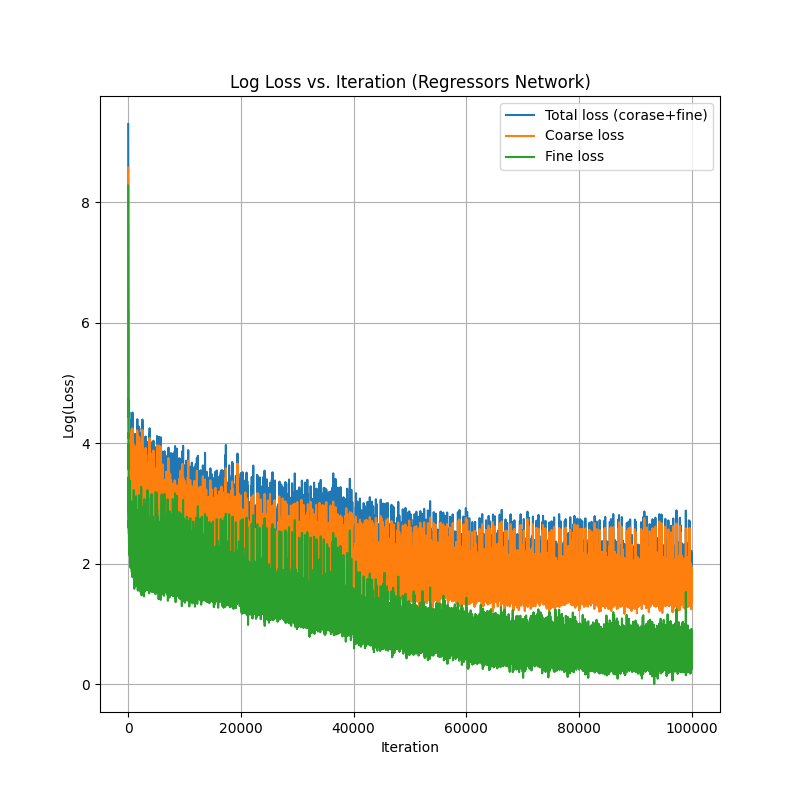 Log Loss vs. Iteration (Regressors Network)
Total loss (corase+fine)
Coarse loss
Fine loss
Log(Loss)
8
6
4
2
0
0 20000 40000 60000 80000 100000
Iteration